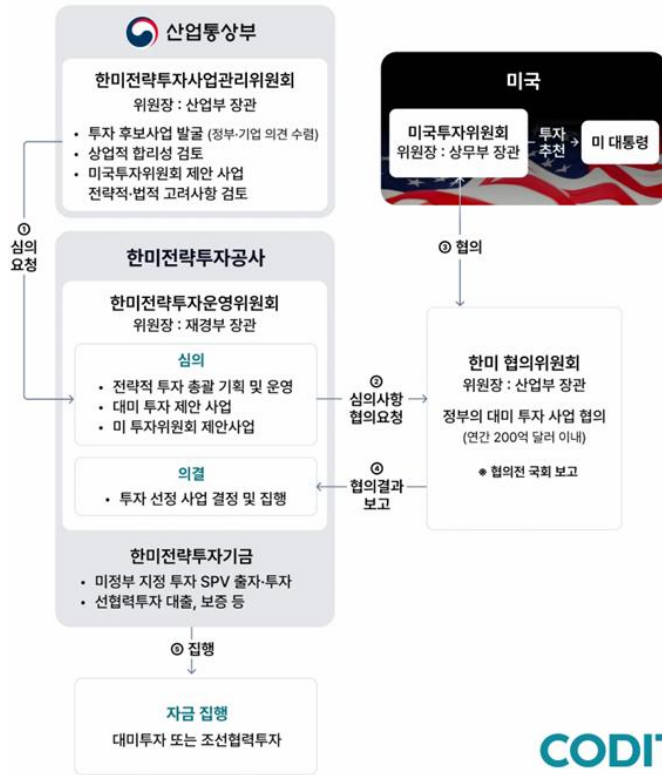 산업통상부
한미전략투자사업관리위원회
위원장 : 산업부 장관
• 투자 후보사업 발굴 (정부·기업 의견 수렴)
• 상업적 합리성 검토
• 미국투자위원회 제안 사업
전략적·법적 고려사항 검토
미국
미국투자위원회
위원장 : 상무부 장관
투자
추천
미 대통령
①
심의
요청
③ 협의
한미전략투자공사
한미전략투자운영위원회
위원장 : 재경부 장관
심의
• 전략적 투자 총괄 기획 및 운영
• 대미 투자 제안 사업
• 미 투자위원회 제안사업
②
심의사항
협의요청
한미 협의위원회
위원장 : 산업부 장관
정부의 대미 투자 사업 협의
(연간 200억 달러 이내)
※ 협의전 국회 보고
의결
• 투자 선정 사업 결정 및 집행
④
협의결과
보고
한미전략투자기금
• 미정부 지정 투자 SPV 출자·투자
• 선협력투자 대출, 보증 등
⑤ 집행
자금 집행
대미투자 또는 조선협력투자
CODIT